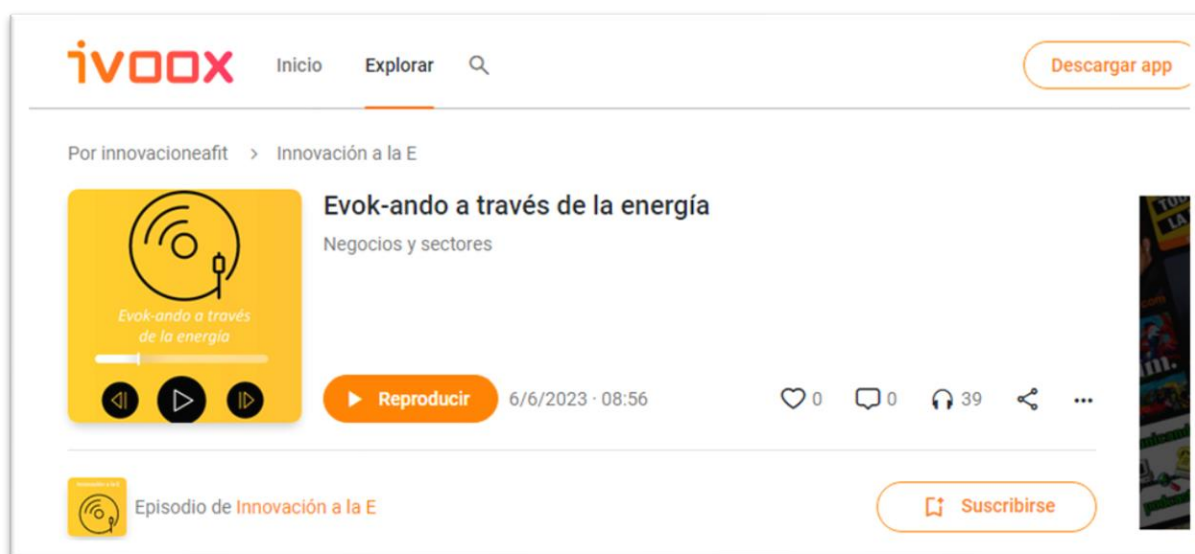 ivoox Inicio Explorar Descargar app
Por innovacioneafit > Innovación a la E
Evok-ando a través de la energía
Negocios y sectores
Evok-ando a través
de la energía
Reproducir 6/6/2023 · 08:56 0 0 39 ...
Episodio de Innovación a la E Suscribirse